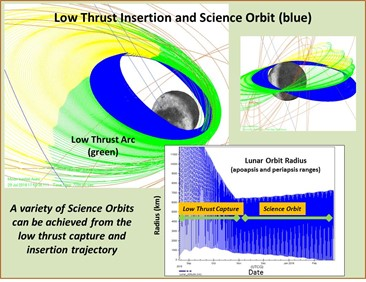 Low Thrust Insertion and Science Orbit (blue)
Low Thrust Arc
(green)
Lunar Orbit Radius
(apoapsis and periapsis ranges)
Low Thrust Capture
Science Orbit
Radius (km)
Date
A variety of Science Orbits
can be achieved from the
low thrust capture and
insertion trajectory